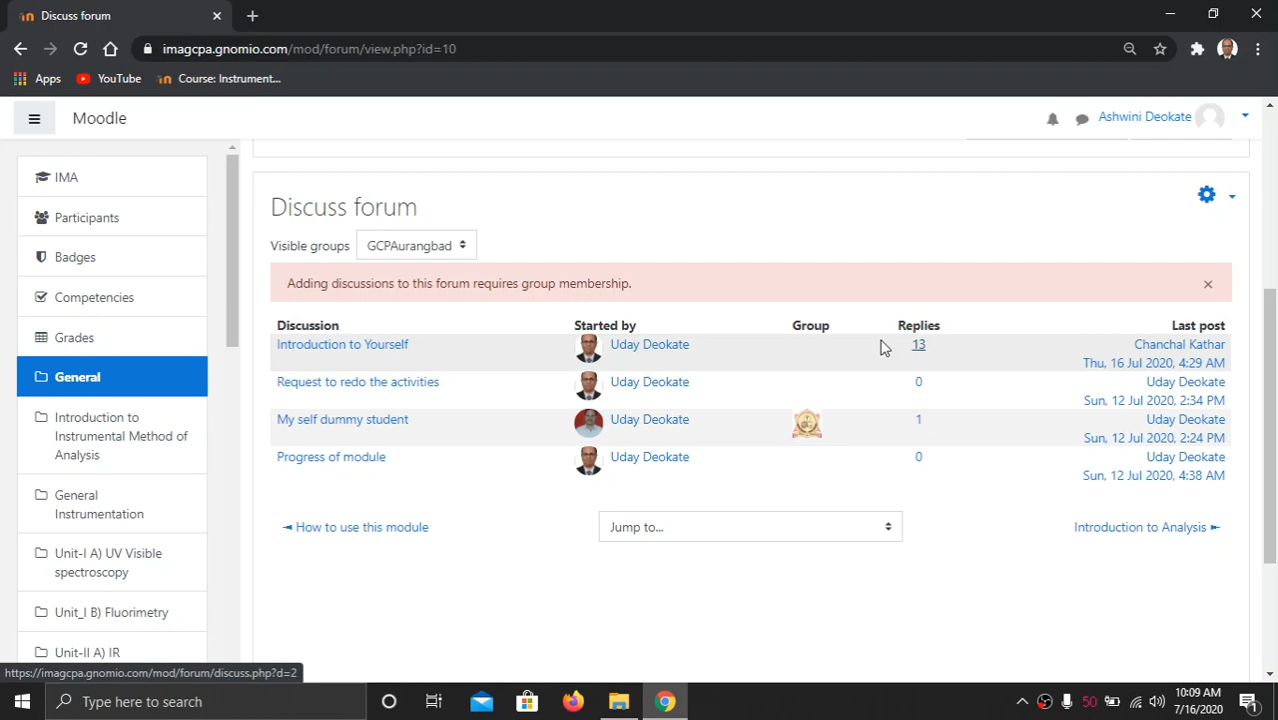 Discuss forum
imagcpa.gnomio.com/mod/forum/view.php?id=10
Apps YouTube Course: Instrument...
Moodle Ashwini Deokate
IMA
Participants
Badges
Competencies
Grades
General
Introduction to
Instrumental Method of
Analysis
General
Instrumentation
Unit-I A) UV Visible
spectroscopy
Unit_I B) Fluorimetry
Unit-II A) IR
Discuss forum
Visible groups GCPAurangbad
Adding discussions to this forum requires group membership. ×
Discussion Started by Group Replies Last post
Introduction to Yourself Uday Deokate 13 Chanchal Kathar
Thu, 16 Jul 2020, 4:29 AM
Request to redo the activities Uday Deokate 0 Uday Deokate
Sun, 12 Jul 2020, 2:34 PM
My self dummy student Uday Deokate 1 Uday Deokate
Sun, 12 Jul 2020, 2:24 PM
Progress of module Uday Deokate 0 Uday Deokate
Sun, 12 Jul 2020, 4:38 AM
◄ How to use this module Jump to... Introduction to Analysis ►
https://imagcpa.gnomio.com/mod/forum/discuss.php?d=2
Type here to search 50 10:09 AM
7/16/2020 1